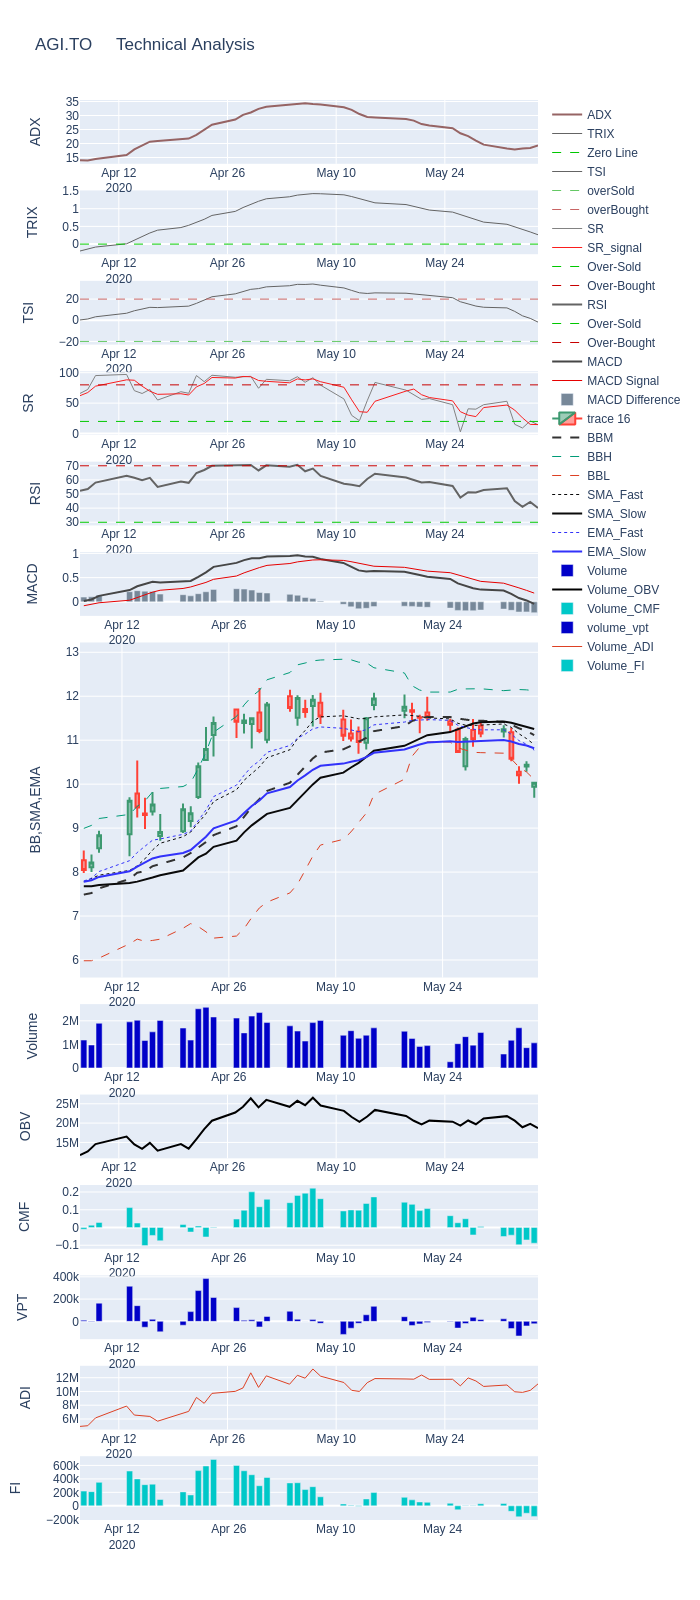 AGI.TO Technical Analysis
ADX
35
30
25
20
15
Apr 12
2020
Apr 26
May 10
May 24
TRIX
1.5
1
0.5
0
Apr 12
2020
Apr 26
May 10
May 24
TSI
20
0
−20
Apr 12
2020
Apr 26
May 10
May 24
SR
100
50
0
Apr 12
2020
Apr 26
May 10
May 24
RSI
70
60
50
40
30
Apr 12
2020
Apr 26
May 10
May 24
MACD
1
0.5
0
Apr 12
2020
Apr 26
May 10
May 24
BB,SMA,EMA
13
12
11
10
9
8
7
6
Apr 12
2020
Apr 26
May 10
May 24
Volume
2M
1M
0
Apr 12
2020
Apr 26
May 10
May 24
OBV
25M
20M
15M
Apr 12
2020
Apr 26
May 10
May 24
CMF
0.2
0.1
0
−0.1
Apr 12
2020
Apr 26
May 10
May 24
VPT
400k
200k
0
Apr 12
2020
Apr 26
May 10
May 24
ADI
12M
10M
8M
6M
Apr 12
2020
Apr 26
May 10
May 24
FI
600k
400k
200k
0
−200k
Apr 12
2020
Apr 26
May 10
May 24
ADX
TRIX
Zero Line
TSI
overSold
overBought
SR
SR_signal
Over-Sold
Over-Bought
RSI
Over-Sold
Over-Bought
MACD
MACD Signal
MACD Difference
trace 16
BBM
BBH
BBL
SMA_Fast
SMA_Slow
EMA_Fast
EMA_Slow
Volume
Volume_OBV
Volume_CMF
volume_vpt
Volume_ADI
Volume_FI